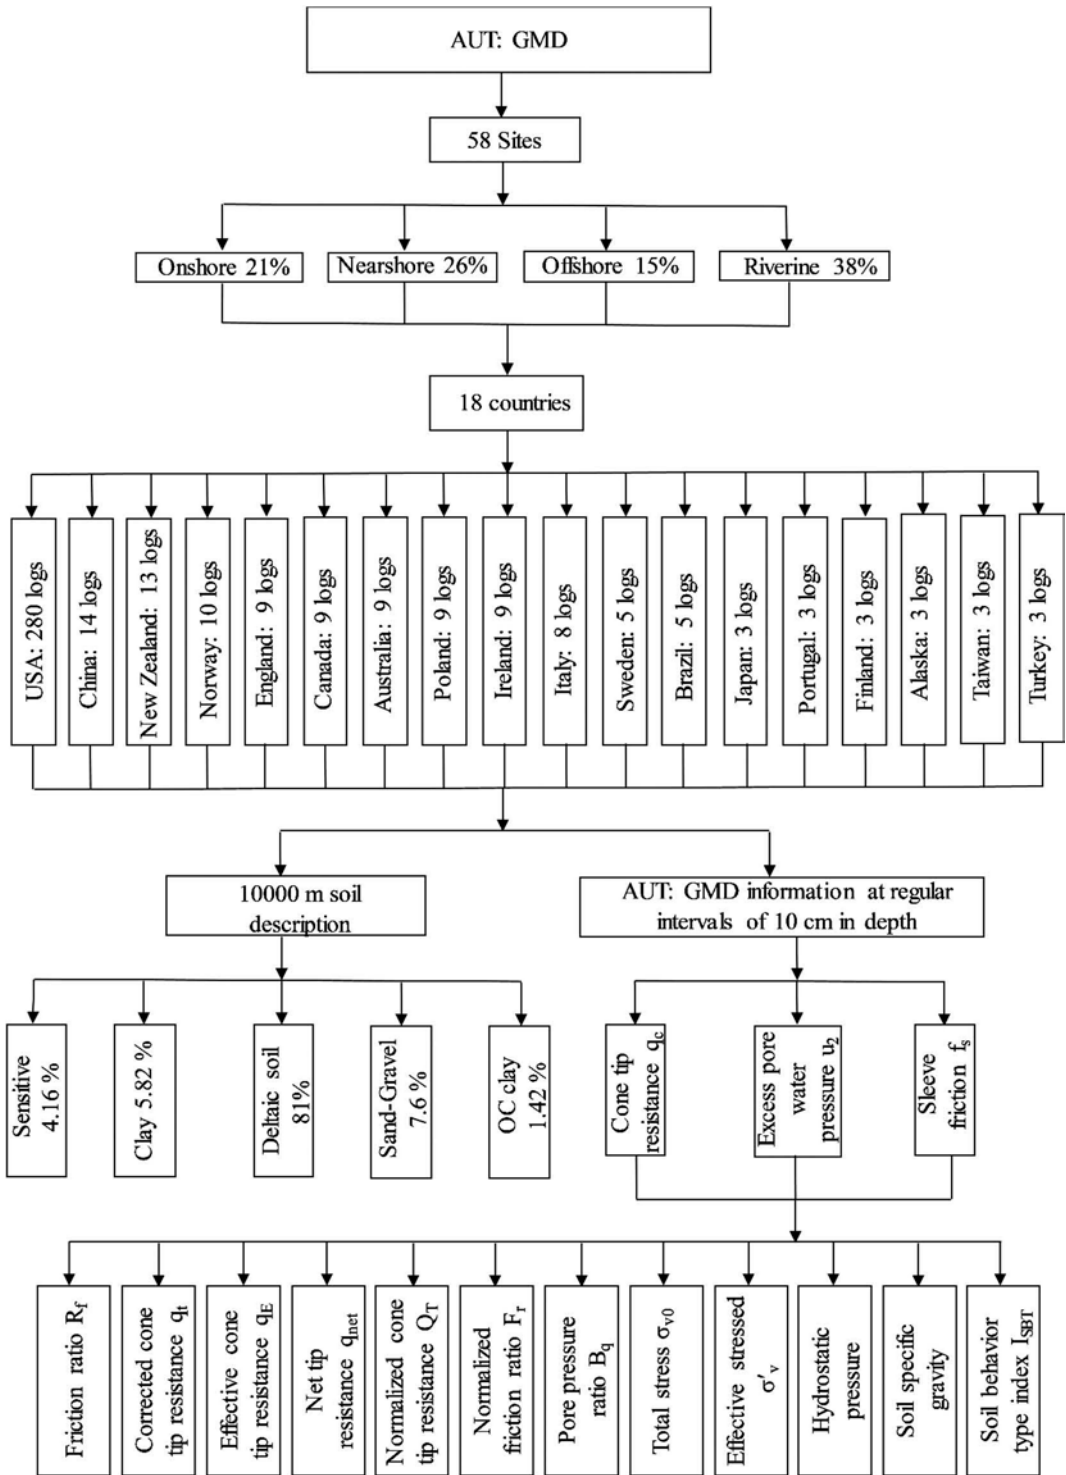 AUT: GMD
58 Sites
Onshore 21%
Nearshore 26%
Offshore 15%
Riverine 38%
18 countries
USA: 280 logs
China: 14 logs
New Zealand: 13 logs
Norway: 10 logs
England: 9 logs
Canada: 9 logs
Australia: 9 logs
Poland: 9 logs
Ireland: 9 logs
Italy: 8 logs
Sweden: 5 logs
Brazil: 5 logs
Japan: 3 logs
Portugal: 3 logs
Finland: 3 logs
Alaska: 3 logs
Taiwan: 3 logs
Turkey: 3 logs
10000 m soil
description
AUT: GMD information at regular
intervals of 10 cm in depth
Sensitive
4.16 %
Clay 5.82 %
Deltaic soil
81%
Sand-Gravel
7.6 %
OC clay
1.42 %
Cone tip
resistance qc
Excess pore
water
pressure u2
Sleeve
friction fs
Friction ratio Rf
Corrected cone
tip resistance qt
Effective cone
tip resistance qE
Net tip
resistance qnet
Normalized cone
tip resistance QT
Normalized
friction ratio Fr
Pore pressure
ratio Bq
Total stress σv0
Effective stressed
σ′v
Hydrostatic
pressure
Soil specific
gravity
Soil behavior
type index ISBT